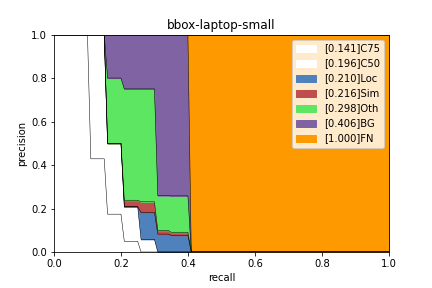 bbox-laptop-small
1.0
0.8
0.6
0.4
0.2
0.0
precision
[0.141]C75
[0.196]C50
[0.210]Loc
[0.216]Sim
[0.298]Oth
[0.406]BG
[1.000]FN
0.0 0.2 0.4 0.6 0.8 1.0
recall